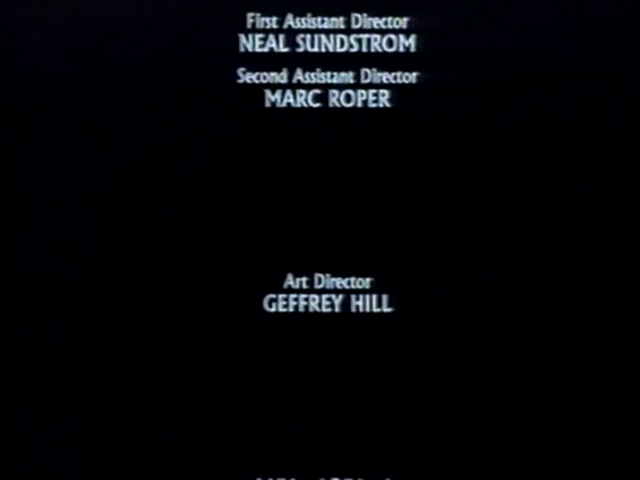 First Assistant Director
NEAL SUNDSTROM
Second Assistant Director
MARC ROPER
Art Director
GEFFREY HILL